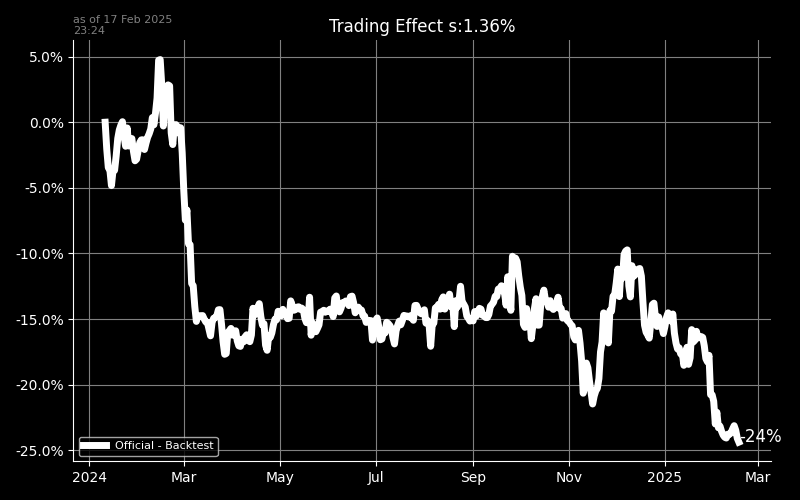 as of 17 Feb 2025
23:24
Trading Effect s:1.36%
5.0%
0.0%
-5.0%
-10.0%
-15.0%
-20.0%
-25.0%
-24%
Official - Backtest
2024 Mar May Jul Sep Nov 2025 Mar